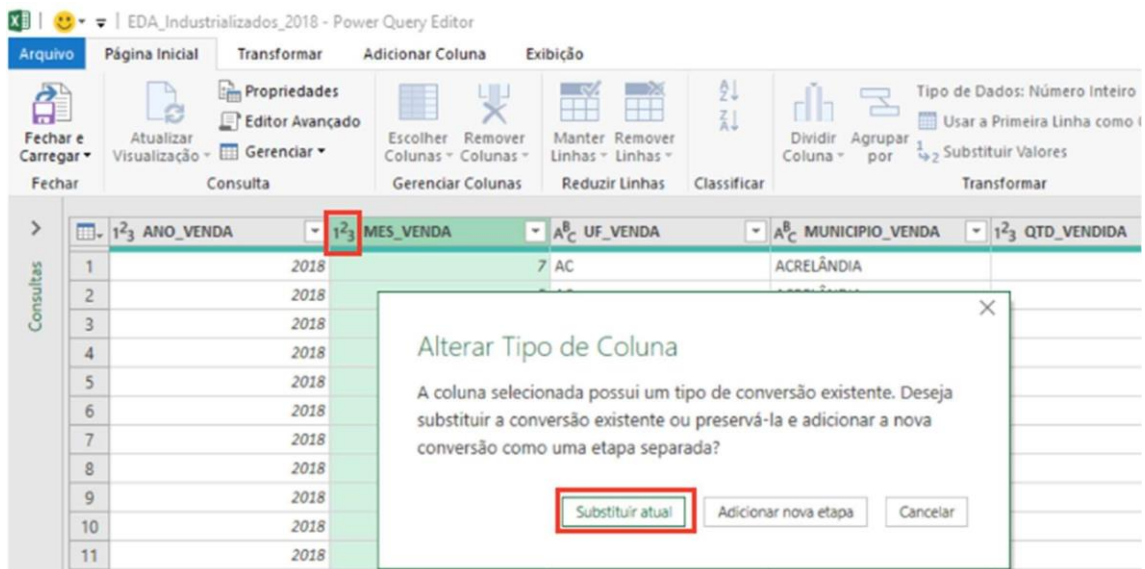 EDA_Industrializados_2018 - Power Query Editor
Arquivo Página Inicial Transformar Adicionar Coluna Exibição
Fechar e Carregar
Atualizar Visualização
Propriedades
Editor Avançado
Gerenciar
Escolher Colunas
Remover Colunas
Manter Linhas
Remover Linhas
Dividir Coluna
Agrupar por
Tipo de Dados: Número Inteiro
Usar a Primeira Linha como
Substituir Valores
Fechar Consulta Gerenciar Colunas Reduzir Linhas Classificar Transformar
Consultas
ANO_VENDA MES_VENDA UF_VENDA MUNICIPIO_VENDA QTD_VENDIDA
1 2018 7 AC ACRELÂNDIA
2 2018
3 2018
4 2018
5 2018
6 2018
7 2018
8 2018
9 2018
10 2018
11 2018
Alterar Tipo de Coluna
A coluna selecionada possui um tipo de conversão existente. Deseja
substituir a conversão existente ou preservá-la e adicionar a nova
conversão como uma etapa separada?
Substituir atual Adicionar nova etapa Cancelar